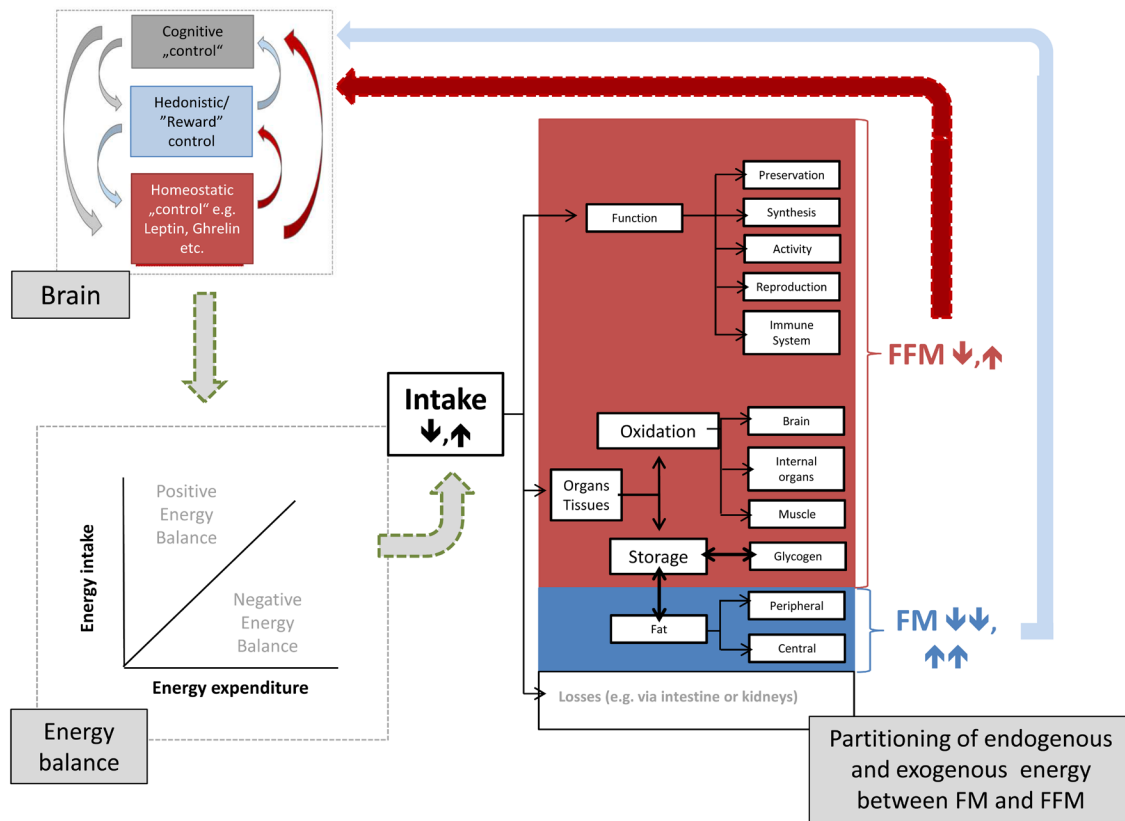 Cognitive
„control“
Hedonistic/
”Reward”
control
Homeostatic
„control“ e.g.
Leptin, Ghrelin
etc.
Brain
Preservation
Function
Synthesis
Activity
Reproduction
Immune
System
FFM ↓,↑
Intake
↓,↑
Oxidation
Brain
Internal
organs
Organs
Tissues
Muscle
Storage
Glycogen
Fat
Peripheral
Central
FM ↓↓,
↑↑
Losses (e.g. via intestine or kidneys)
Energy intake
Positive
Energy
Balance
Negative
Energy
Balance
Energy expenditure
Energy
balance
Partitioning of endogenous
and exogenous energy
between FM and FFM